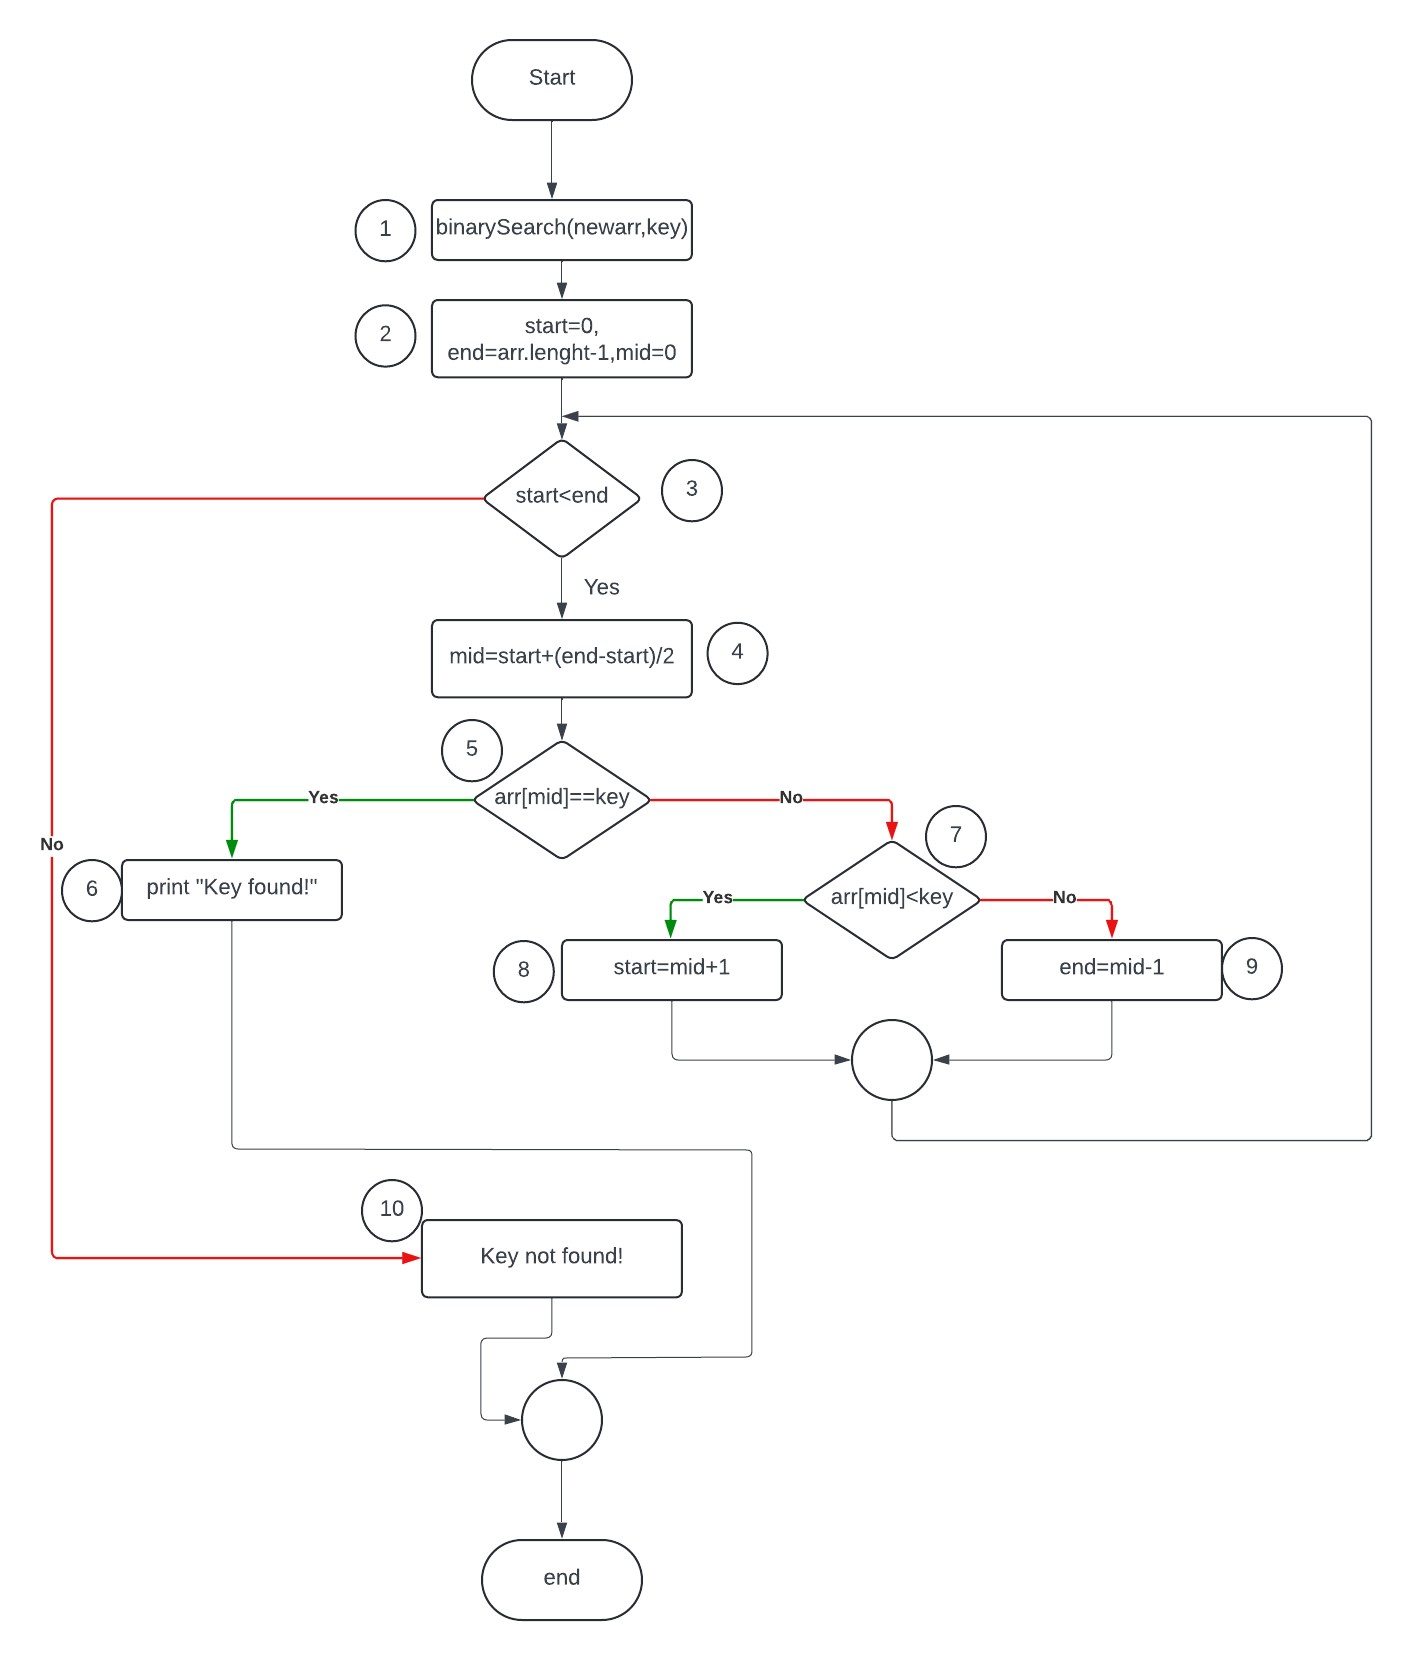 Start
1
binarySearch(newarr,key)
2
start=0,
end=arr.lenght-1,mid=0
start<end
3
Yes
mid=start+(end-start)/2
4
5
arr[mid]==key
Yes
No
No
7
6
print "Key found!"
arr[mid]<key
Yes
No
8
start=mid+1
end=mid-1
9
10
Key not found!
end